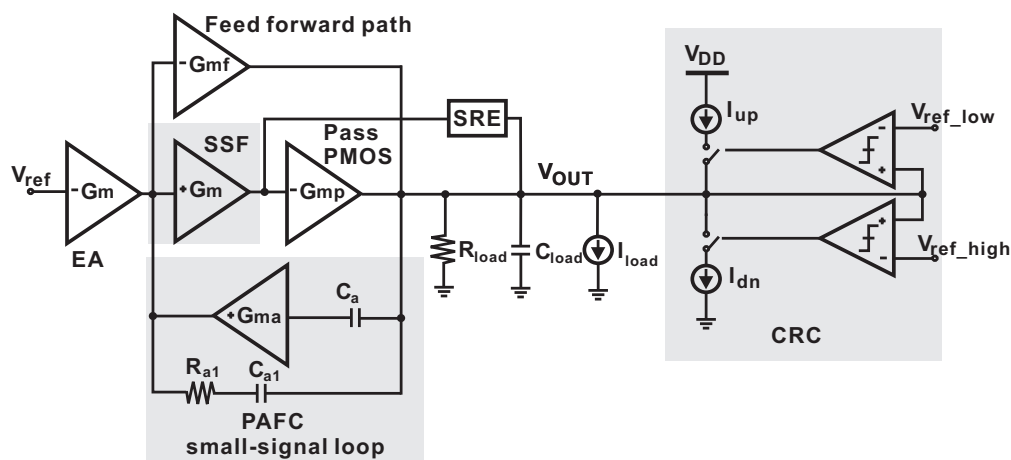 Feed forward path
-Gmf
SSF
SRE
Pass
PMOS
Vref
-Gm
+Gm
-Gmp
EA
VOUT
Rload
Cload
Iload
+Gma
Ca
Ra1
Ca1
PAFC
small-signal loop
VDD
Iup
Vref_low
-
+
+
-
Vref_high
Idn
CRC